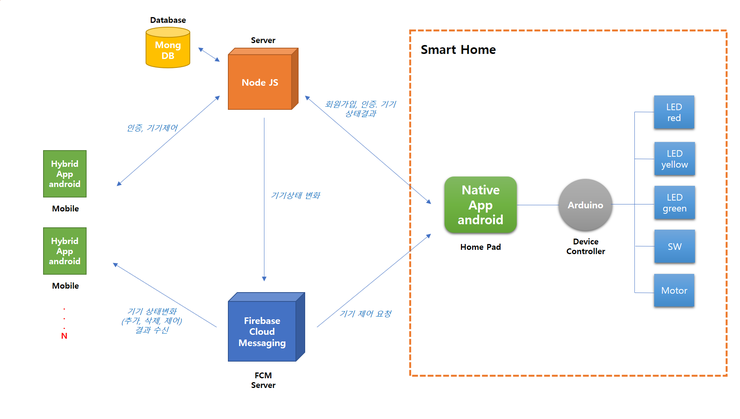 Database
Mong
DB
Server
Node JS
Smart Home
회원가입, 인증, 기기
상태결과
인증, 기기제어
Hybrid
App
android
Mobile
Hybrid
App
android
Mobile
.
.
.
N
기기상태 변화
기기 상태변화
(추가, 삭제, 제어)
결과 수신
Firebase
Cloud
Messaging
FCM
Server
기기 제어 요청
Native
App
android
Home Pad
Arduino
Device
Controller
LED
red
LED
yellow
LED
green
SW
Motor